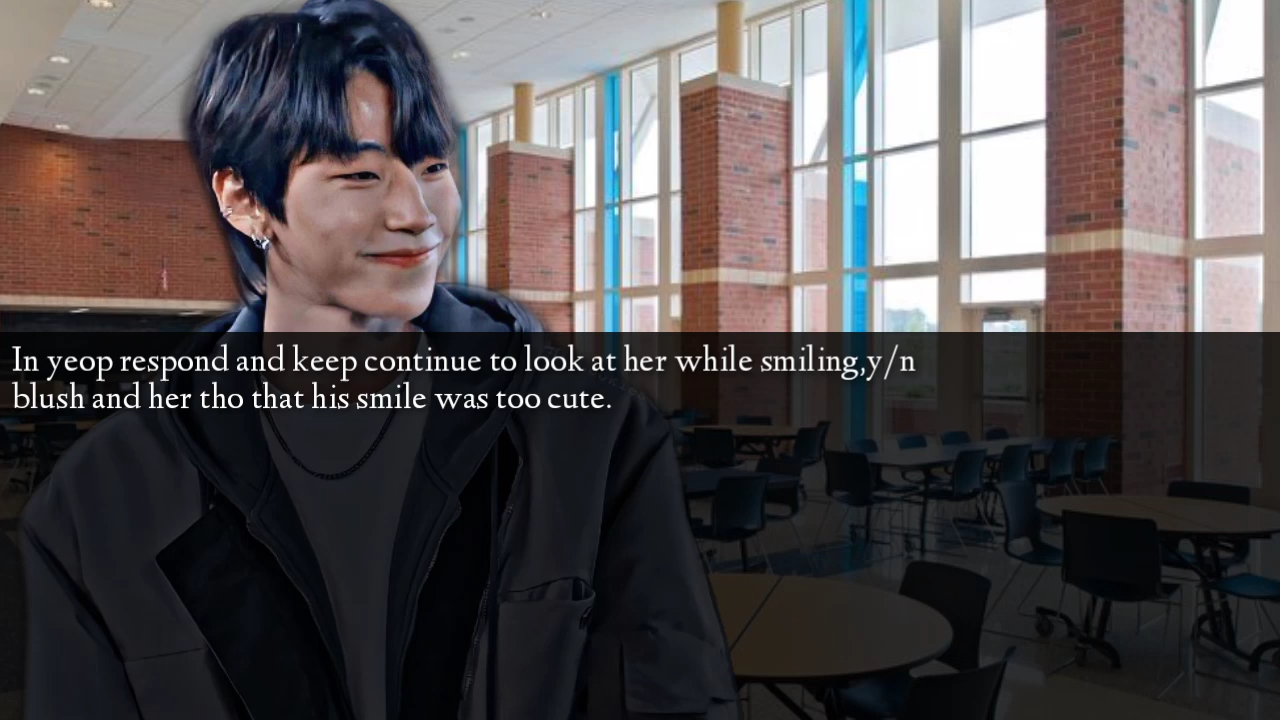 In yeop respond and keep continue to look at her while smiling,y/n
blush and her tho that his smile was too cute.